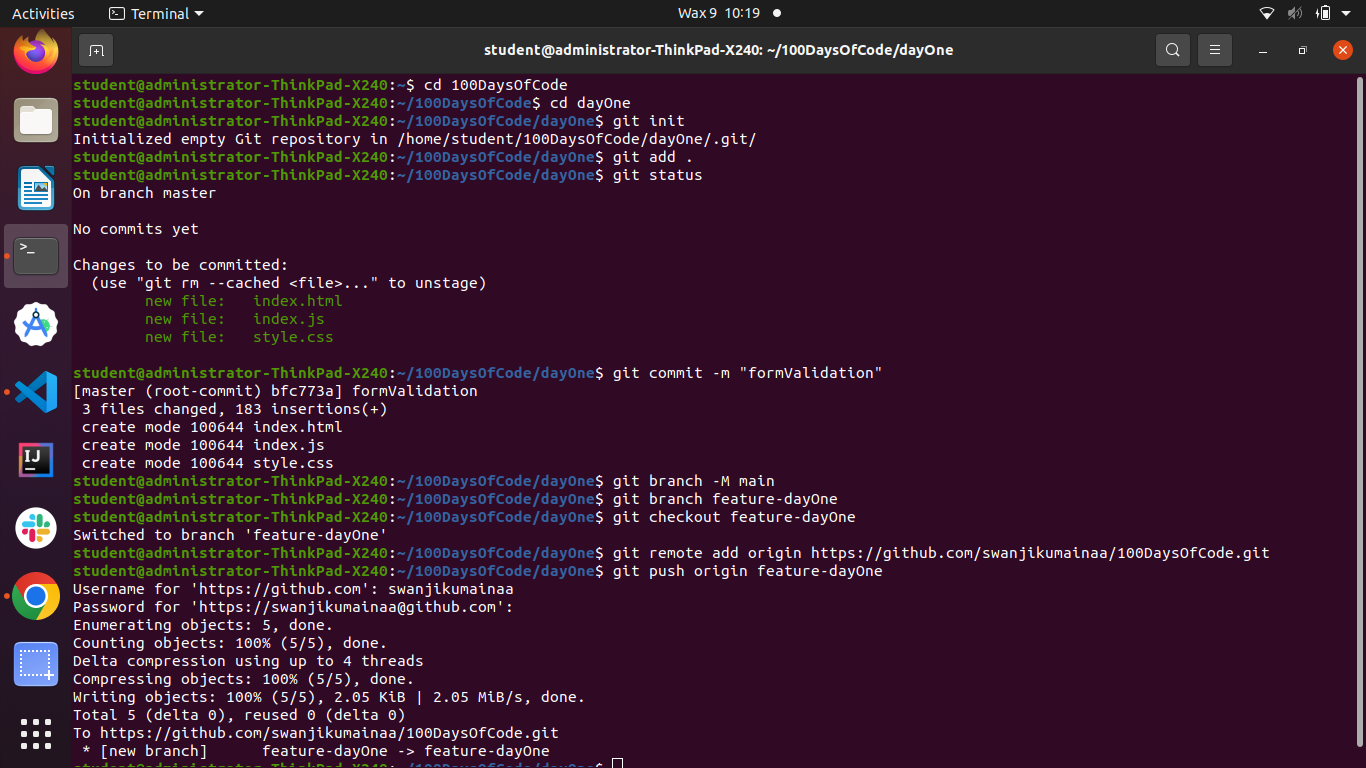 Activities
Terminal
Wax 9 10:19
student@administrator-ThinkPad-X240: ~/100DaysOfCode/dayOne
student@administrator-ThinkPad-X240:~$ cd 100DaysOfCode
student@administrator-ThinkPad-X240:~/100DaysOfCode$ cd dayOne
student@administrator-ThinkPad-X240:~/100DaysOfCode/dayOne$ git init
Initialized empty Git repository in /home/student/100DaysOfCode/dayOne/.git/
student@administrator-ThinkPad-X240:~/100DaysOfCode/dayOne$ git add .
student@administrator-ThinkPad-X240:~/100DaysOfCode/dayOne$ git status
On branch master
No commits yet
Changes to be committed:
(use "git rm --cached <file>..." to unstage)
new file:   index.html
new file:   index.js
new file:   style.css
student@administrator-ThinkPad-X240:~/100DaysOfCode/dayOne$ git commit -m "formValidation"
[master (root-commit) bfc773a] formValidation
3 files changed, 183 insertions(+)
create mode 100644 index.html
create mode 100644 index.js
create mode 100644 style.css
student@administrator-ThinkPad-X240:~/100DaysOfCode/dayOne$ git branch -M main
student@administrator-ThinkPad-X240:~/100DaysOfCode/dayOne$ git branch feature-dayOne
student@administrator-ThinkPad-X240:~/100DaysOfCode/dayOne$ git checkout feature-dayOne
Switched to branch 'feature-dayOne'
student@administrator-ThinkPad-X240:~/100DaysOfCode/dayOne$ git remote add origin https://github.com/swanjikumainaa/100DaysOfCode.git
student@administrator-ThinkPad-X240:~/100DaysOfCode/dayOne$ git push origin feature-dayOne
Username for 'https://github.com': swanjikumainaa
Password for 'https://swanjikumainaa@github.com':
Enumerating objects: 5, done.
Counting objects: 100% (5/5), done.
Delta compression using up to 4 threads
Compressing objects: 100% (5/5), done.
Writing objects: 100% (5/5), 2.05 KiB | 2.05 MiB/s, done.
Total 5 (delta 0), reused 0 (delta 0)
To https://github.com/swanjikumainaa/100DaysOfCode.git
* [new branch]      feature-dayOne -> feature-dayOne
student@administrator-ThinkPad-X240:~/100DaysOfCode/dayOne$